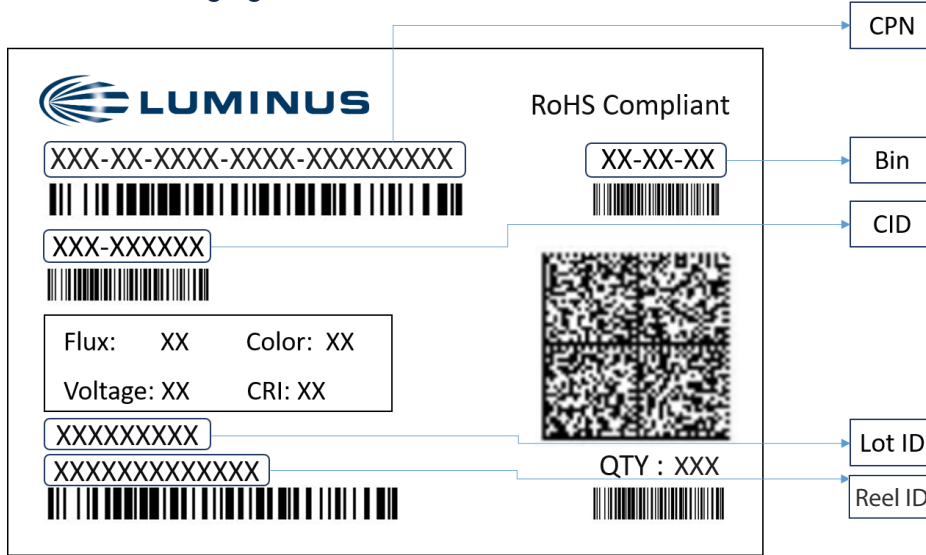 CPN
LUMINUS
RoHS Compliant
XXX-XX-XXXX-XXXX-XXXXXXXXX
XX-XX-XX
Bin
XXX-XXXXXX
CID
Flux: XX Color: XX
Voltage: XX CRI: XX
XXXXXXXXX
Lot ID
XXXXXXXXXXXXX
QTY : XXX
Reel ID